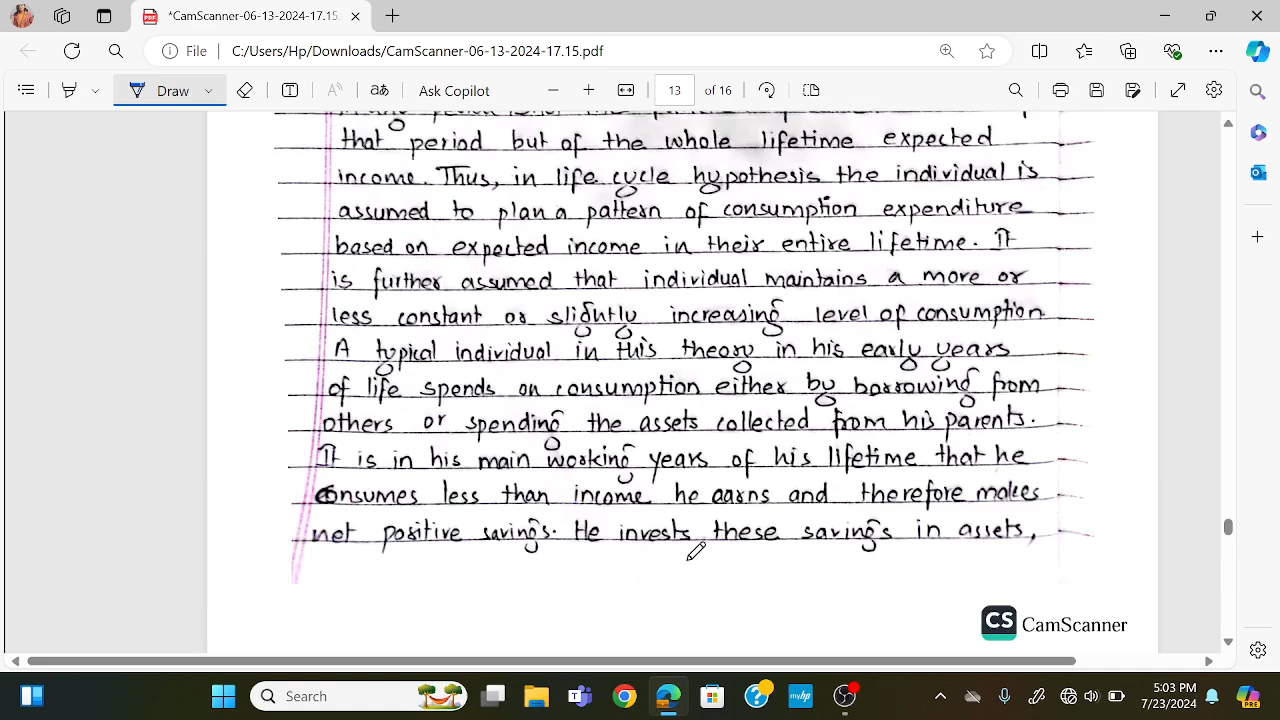 *CamScanner-06-13-2024-17.15.
File C:/Users/Hp/Downloads/CamScanner-06-13-2024-17.15.pdf
Draw Ask Copilot 13 of 16
that period but of the whole lifetime expected
income. Thus, in life cycle hypothesis the individual is
assumed to plan a pattern of consumption expenditure
based on expected income in their entire lifetime. It
is further assumed that individual maintains a more or
less constant or slightly increasing level of consumption
A typical individual in this theory in his early years
of life spends on consumption either by borrowing from
others or spending the assets collected from his parents.
It is in his main working years of his lifetime that he
consumes less than income he earns and therefore makes
net positive savings. He invests these savings in assets,
CS CamScanner
Search
5:03 PM
7/23/2024